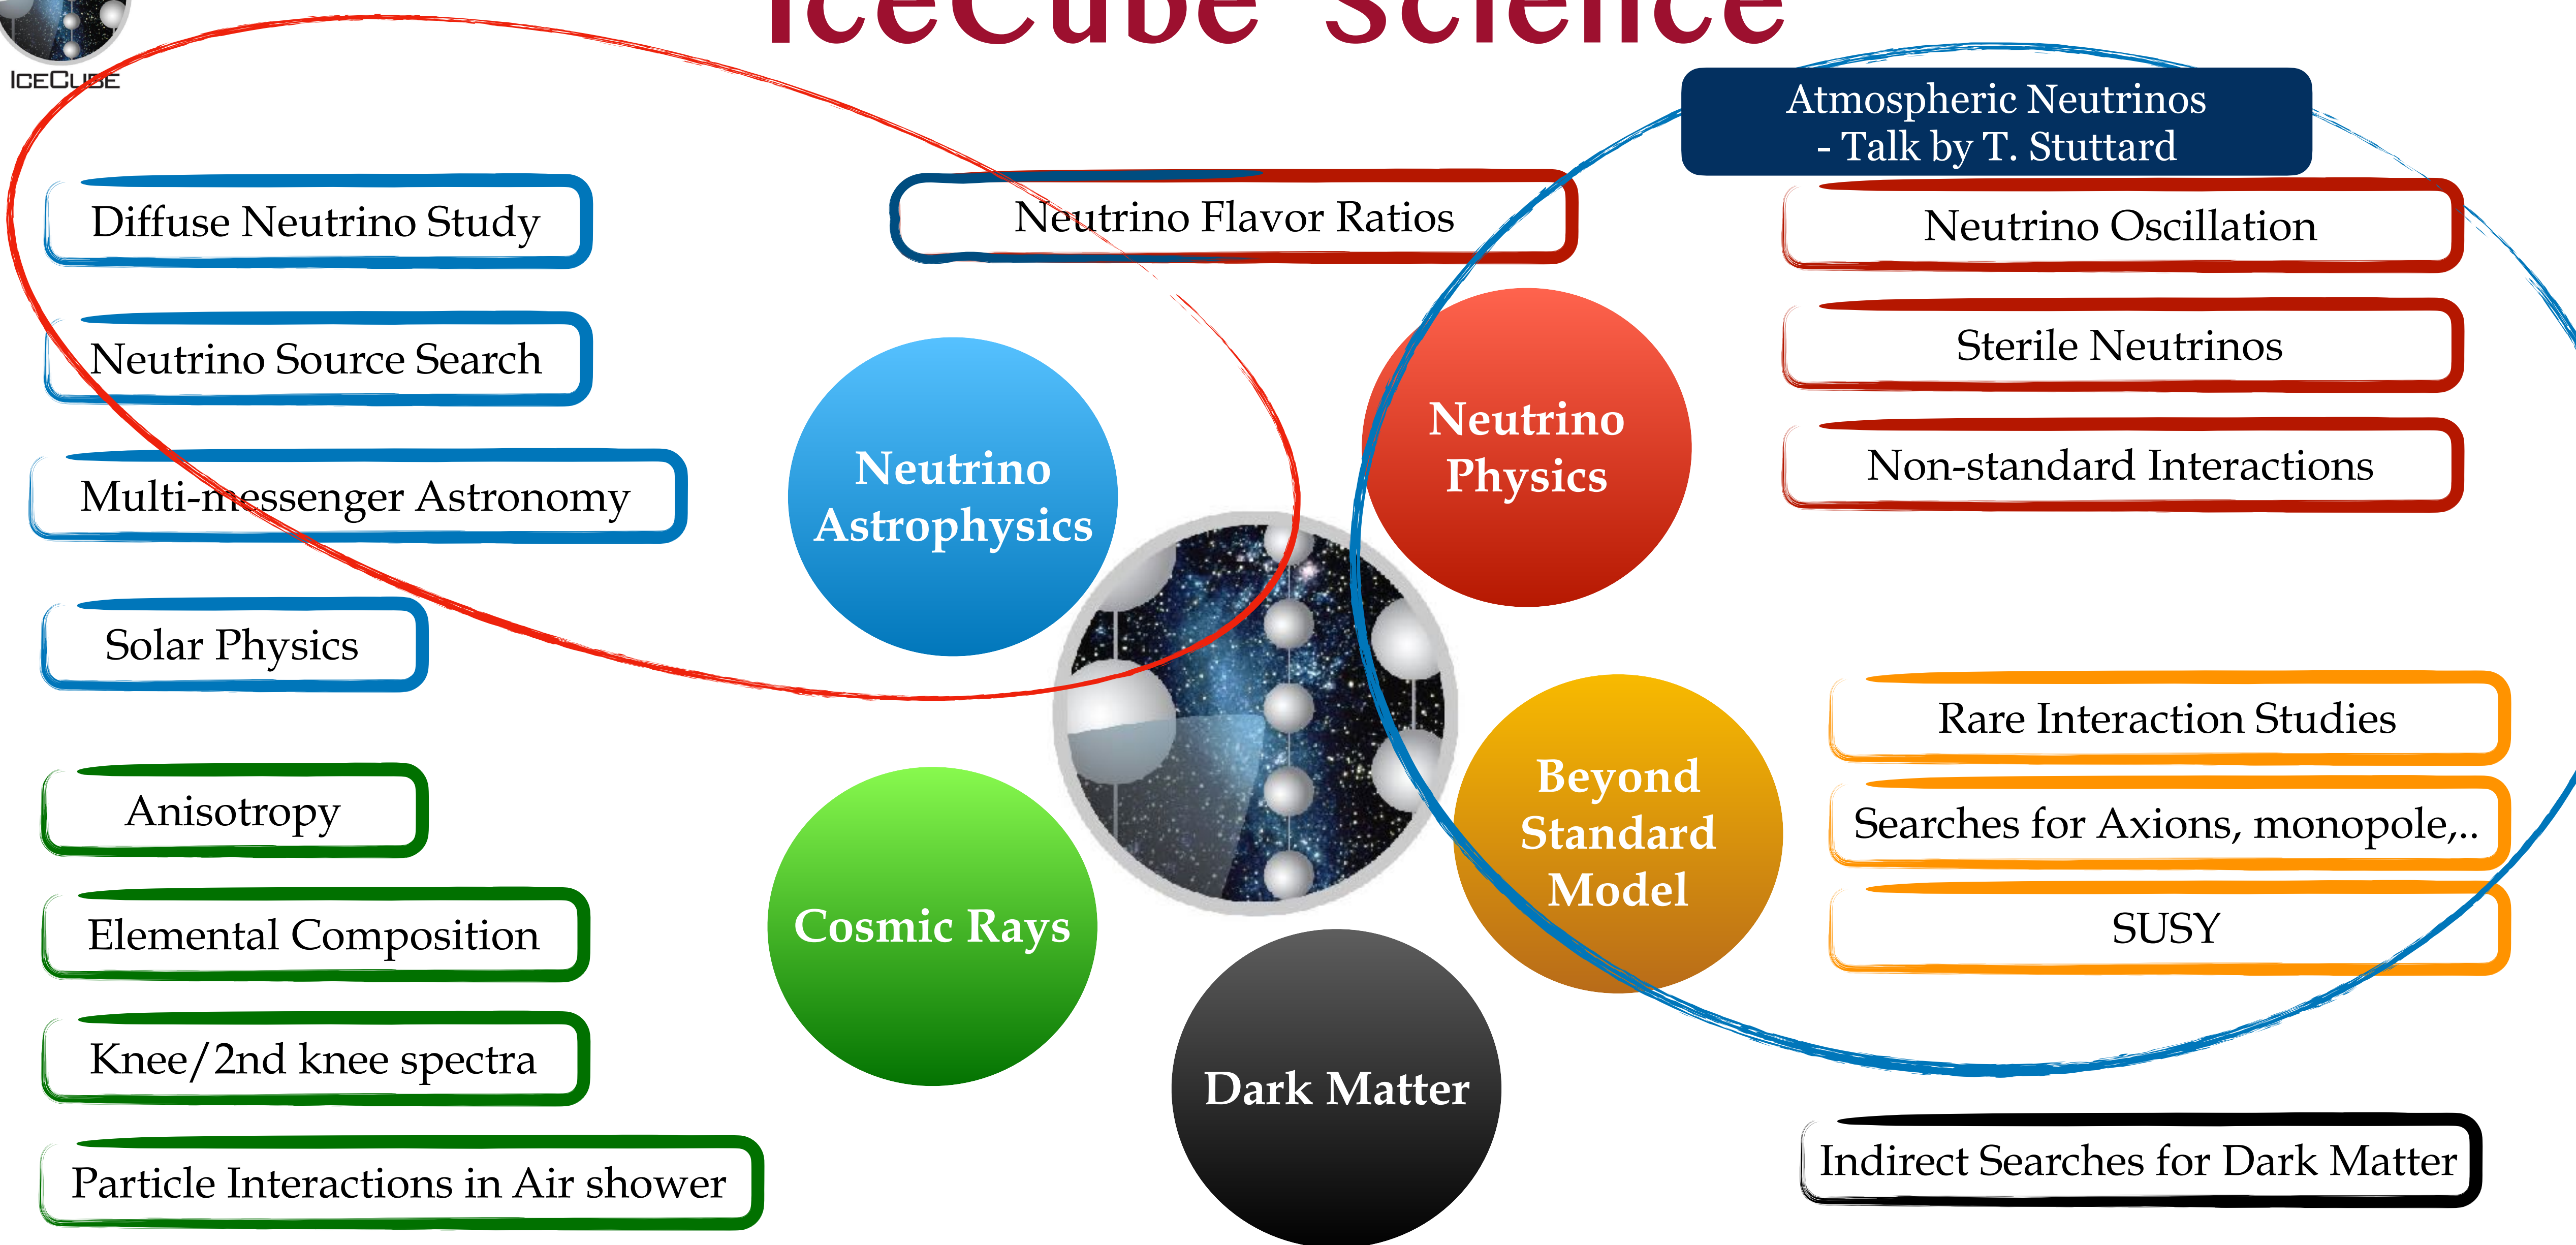 IceCube Science
ICECUBE
Atmospheric Neutrinos
- Talk by T. Stuttard
Diffuse Neutrino Study
Neutrino Flavor Ratios
Neutrino Oscillation
Neutrino Source Search
Sterile Neutrinos
Neutrino
Physics
Non-standard Interactions
Multi-messenger Astronomy
Neutrino
Astrophysics
Solar Physics
Rare Interaction Studies
Anisotropy
Beyond
Standard
Model
Searches for Axions, monopole,..
Elemental Composition
Cosmic Rays
SUSY
Knee/2nd knee spectra
Dark Matter
Particle Interactions in Air shower
Indirect Searches for Dark Matter